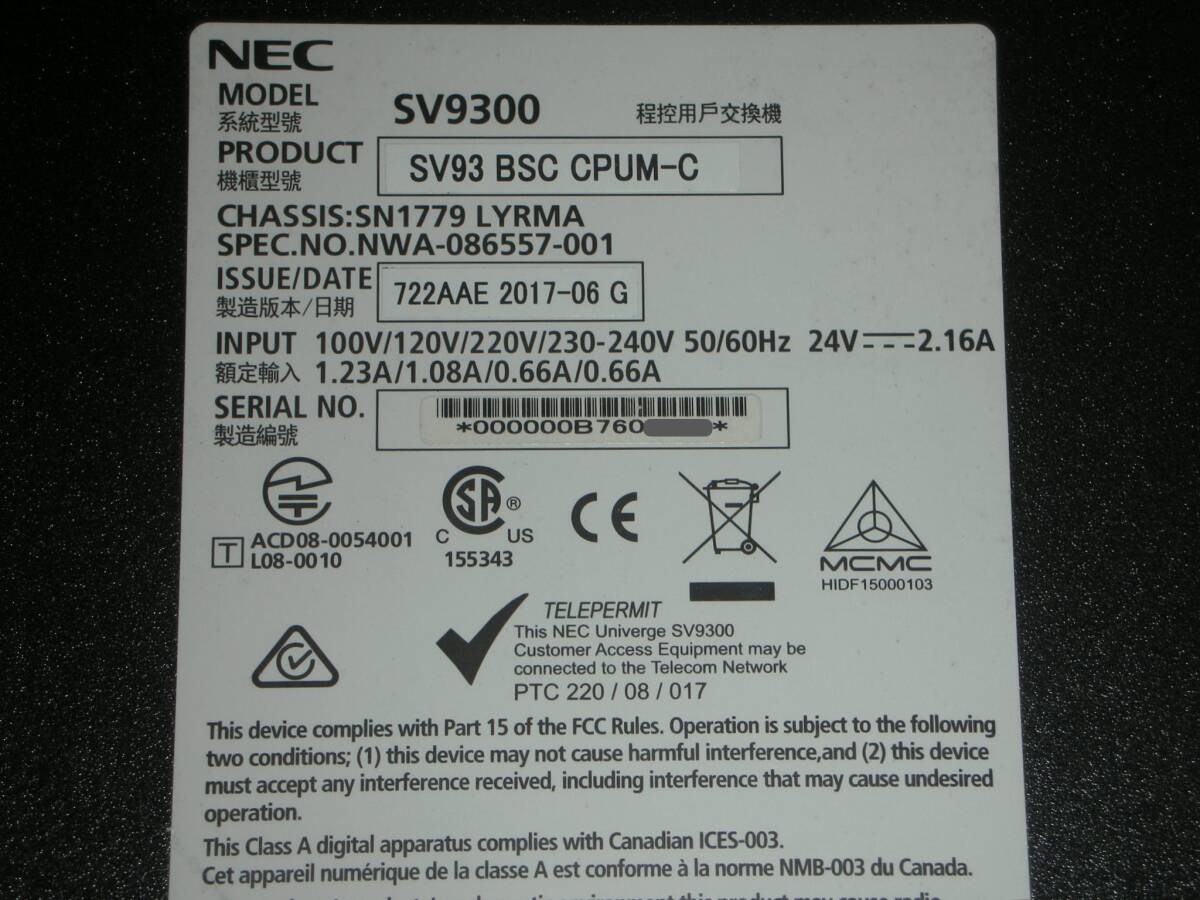 NEC
MODEL SV9300 程控用戶交換機
系統型號
PRODUCT SV93 BSC CPUM-C
機櫃型號
CHASSIS:SN1779 LYRMA
SPEC.NO.NWA-086557-001
ISSUE/DATE 722AAE 2017-06 G
製造版本/日期
INPUT 100V/120V/220V/230-240V 50/60Hz 24V⎓2.16A
額定輸入 1.23A/1.08A/0.66A/0.66A
SERIAL NO.
製造編號 *000000B760 *
SA ®
C US
155343
CE
T ACD08-0054001
L08-0010
MCMC
HIDF15000103
TELEPERMIT
This NEC Univerge SV9300
Customer Access Equipment may be
connected to the Telecom Network
PTC 220 / 08 / 017
This device complies with Part 15 of the FCC Rules. Operation is subject to the following
two conditions; (1) this device may not cause harmful interference,and (2) this device
must accept any interference received, including interference that may cause undesired
operation.
This Class A digital apparatus complies with Canadian ICES-003.
Cet appareil numérique de la classe A est conforme à la norme NMB-003 du Canada.
environment this product may cause radio